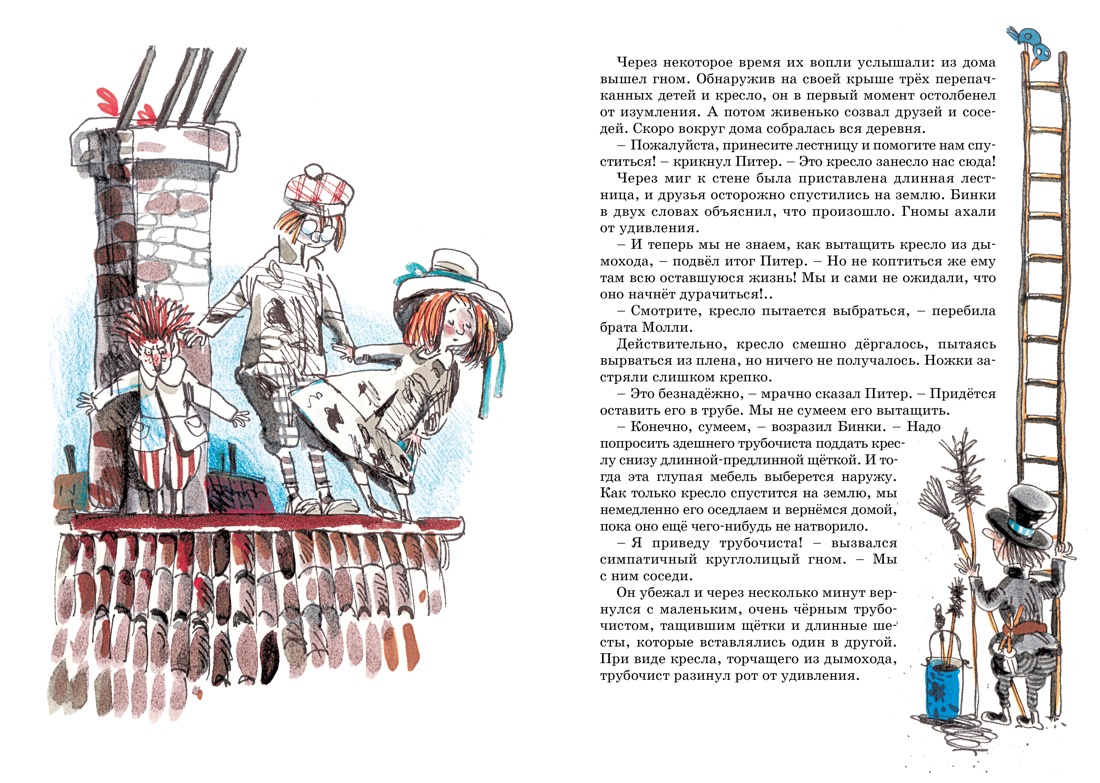 Через некоторое время их вопли услышали: из дома
вышел гном. Обнаружив на своей крыше трёх перепач-
канных детей и кресло, он в первый момент остолбенел
от изумления. А потом живенько созвал друзей и сосе-
дей. Скоро вокруг дома собралась вся деревня.
– Пожалуйста, принесите лестницу и помогите нам спу-
ститься! – крикнул Питер. – Это кресло занесло нас сюда!
Через миг к стене была приставлена длинная лест-
ница, и друзья осторожно спустились на землю. Бинки
в двух словах объяснил, что произошло. Гномы ахали
от удивления.
– И теперь мы не знаем, как вытащить кресло из ды-
мохода, – подвёл итог Питер. – Но не коптиться же ему
там всю оставшуюся жизнь! Мы и сами не ожидали, что
оно начнёт дурачиться!..
– Смотрите, кресло пытается выбраться, – перебила
брата Молли.
Действительно, кресло смешно дёргалось, пытаясь
вырваться из плена, но ничего не получалось. Ножки за-
стряли слишком крепко.
– Это безнадёжно, – мрачно сказал Питер. – Придётся
оставить его в трубе. Мы не сумеем его вытащить.
– Конечно, сумеем, – возразил Бинки. – Надо
попросить здешнего трубочиста поддать крес-
лу снизу длинной-предлинной щёткой. И то-
гда эта глупая мебель выберется наружу.
Как только кресло спустится на землю, мы
немедленно его оседлаем и вернёмся домой,
пока оно ещё чего-нибудь не натворило.
– Я приведу трубочиста! – вызвался
симпатичный круглолицый гном. – Мы
с ним соседи.
Он убежал и через несколько минут вер-
нулся с маленьким, очень чёрным трубо-
чистом, тащившим щётки и длинные ше-
сты, которые вставлялись один в другой.
При виде кресла, торчащего из дымохода,
трубочист разинул рот от удивления.